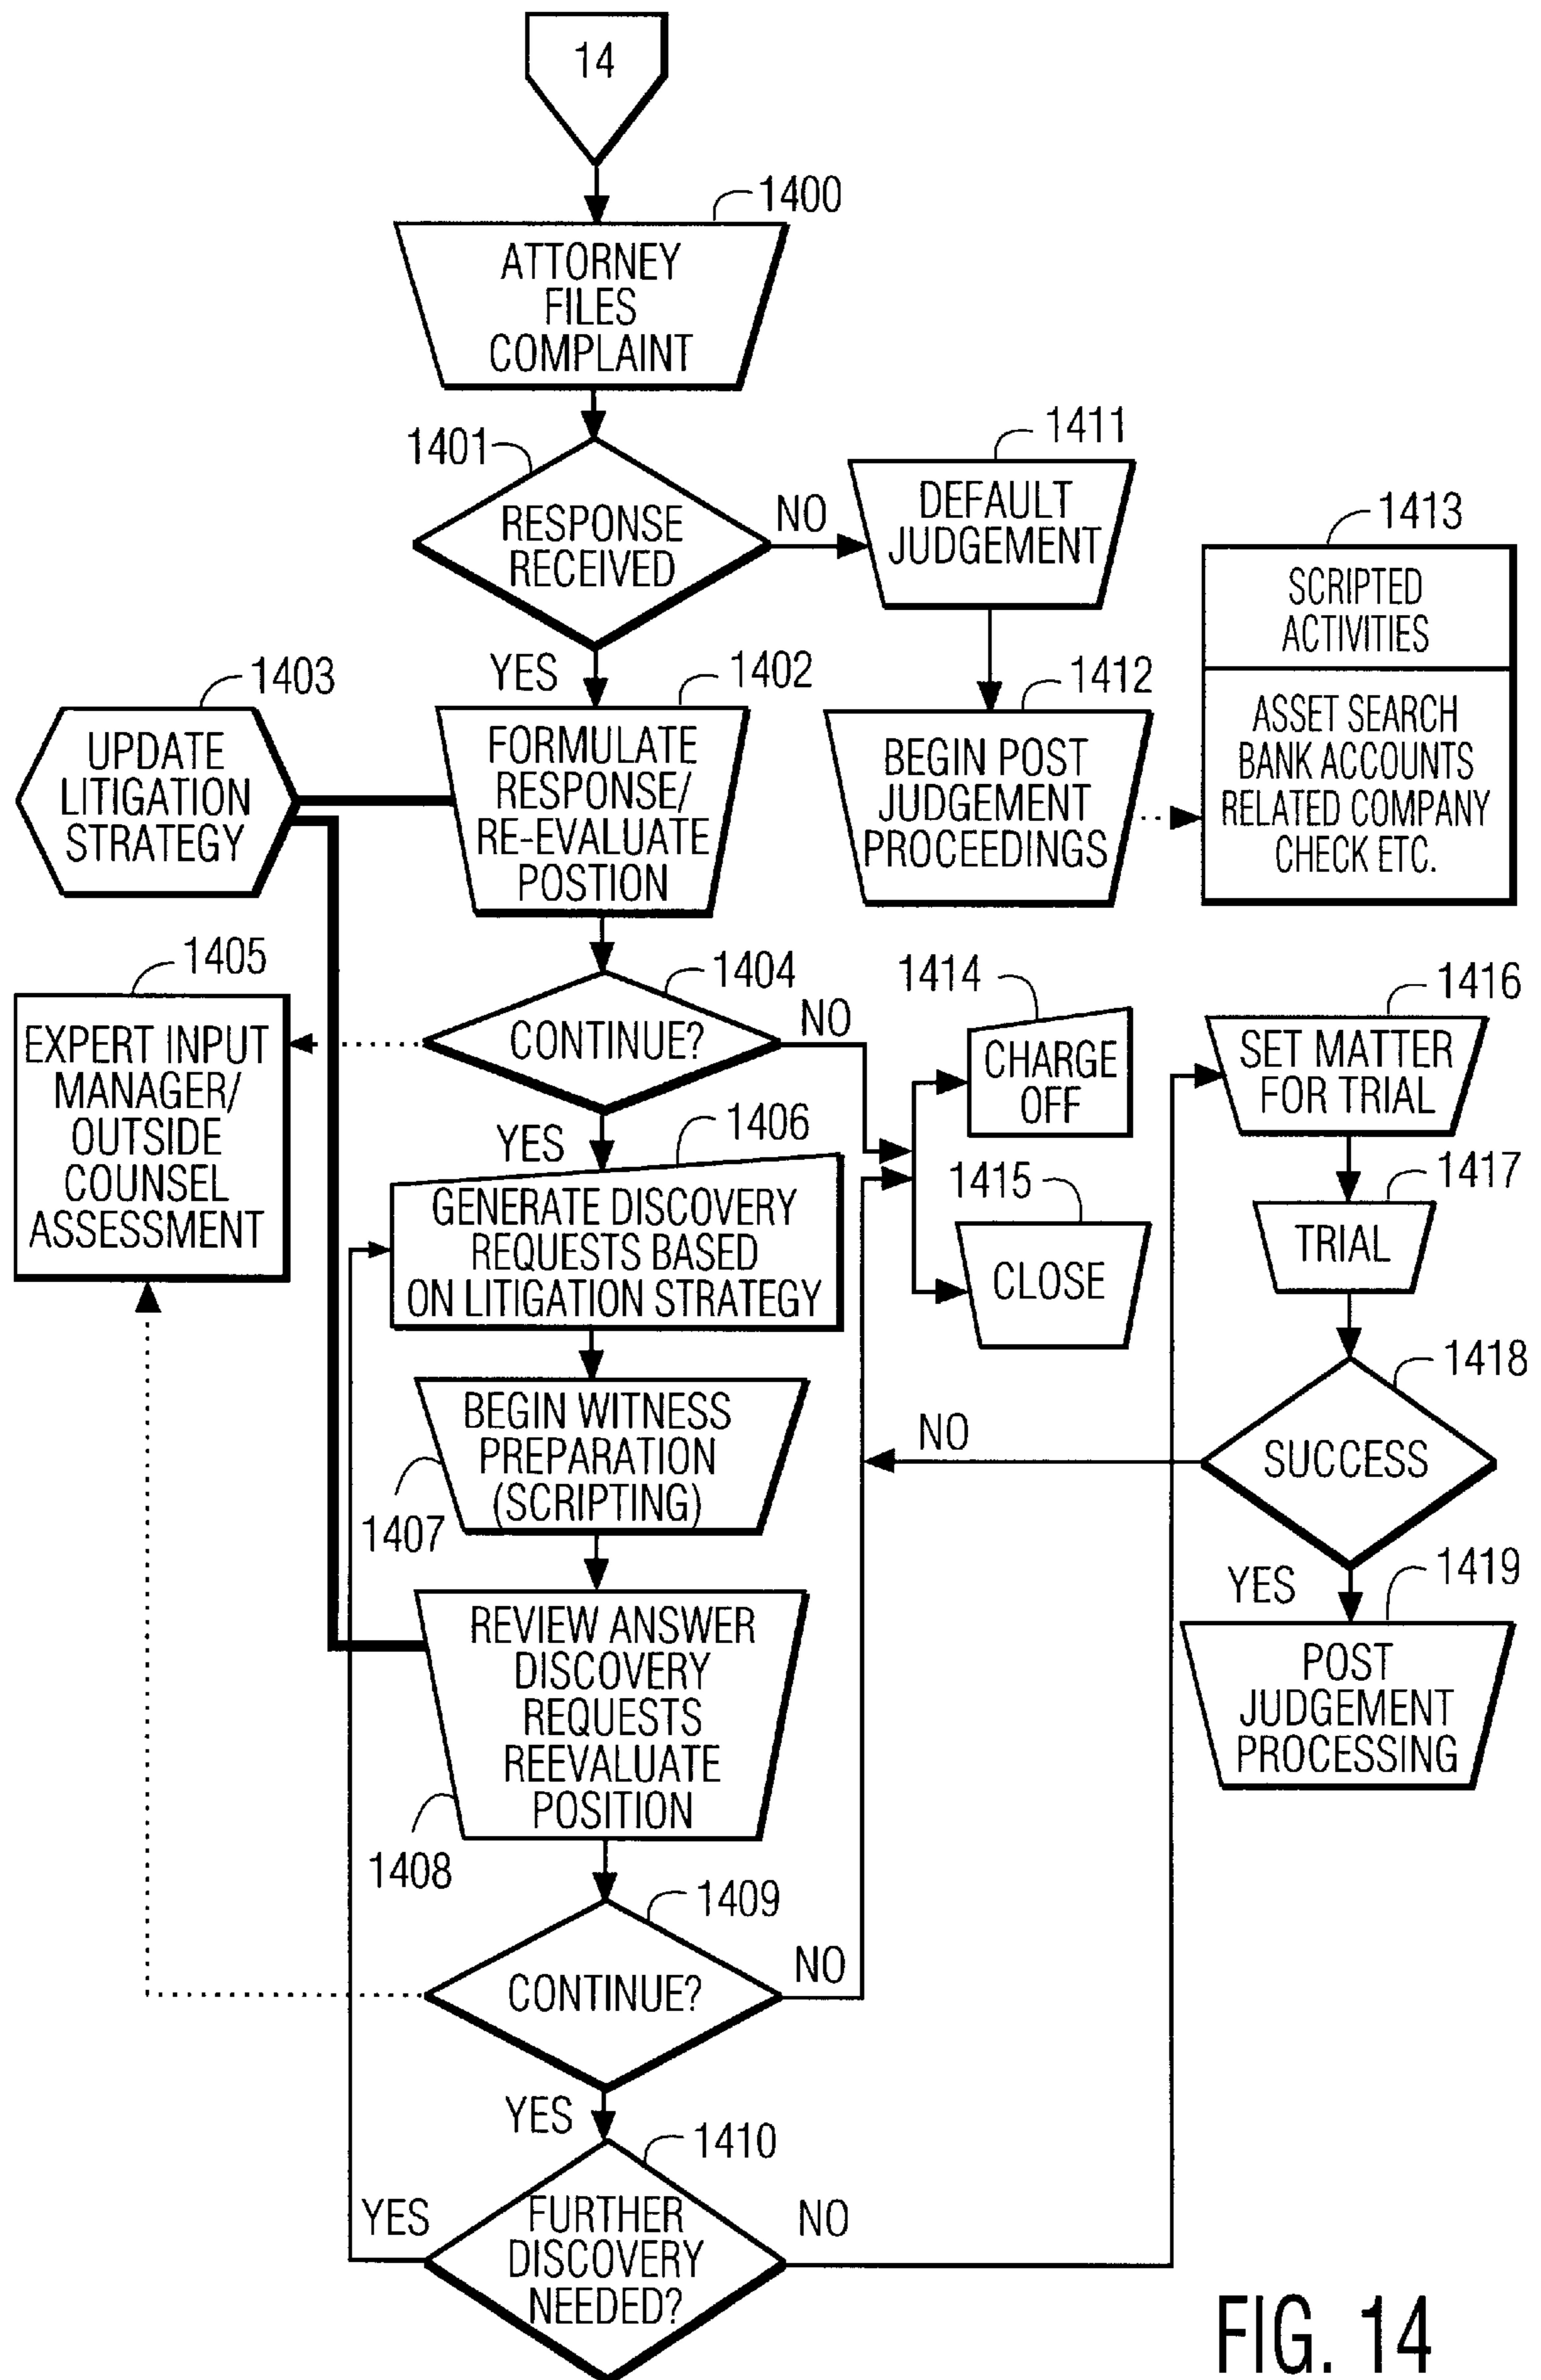 14
1400
ATTORNEY
FILES
COMPLAINT
1401
RESPONSE
RECEIVED
NO
1411
DEFAULT
JUDGEMENT
1413
SCRIPTED
ACTIVITIES
ASSET SEARCH
BANK ACCOUNTS
RELATED COMPANY
CHECK ETC.
YES
1402
1412
1403
UPDATE
LITIGATION
STRATEGY
FORMULATE
RESPONSE/
RE-EVALUATE
POSTION
BEGIN POST
JUDGEMENT
PROCEEDINGS
1405
EXPERT INPUT
MANAGER/
OUTSIDE
COUNSEL
ASSESSMENT
1404
CONTINUE?
NO
1414
CHARGE
OFF
1416
SET MATTER
FOR TRIAL
YES
1406
GENERATE DISCOVERY
REQUESTS BASED
ON LITIGATION STRATEGY
1415
CLOSE
1417
TRIAL
1418
SUCCESS
NO
BEGIN WITNESS
PREPARATION
(SCRIPTING)
1407
YES
1419
POST
JUDGEMENT
PROCESSING
REVIEW ANSWER
DISCOVERY
REQUESTS
REEVALUATE
POSITION
1408
1409
CONTINUE?
NO
YES
1410
FURTHER
DISCOVERY
NEEDED?
YES
NO
FIG. 14